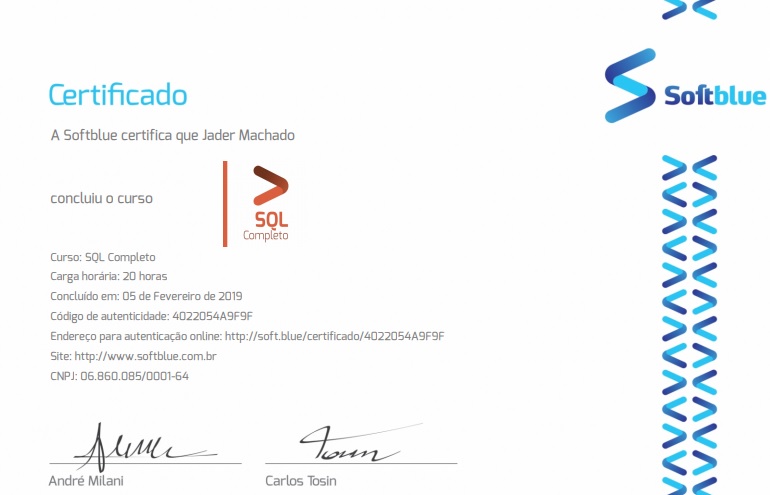 Softblue
Certificado
A Softblue certifica que Jader Machado
concluiu o curso
SQL
Completo
Curso: SQL Completo
Carga horária: 20 horas
Concluído em: 05 de Fevereiro de 2019
Código de autenticidade: 4022054A9F9F
Endereço para autenticação online: http://soft.blue/certificado/4022054A9F9F
Site: http://www.softblue.com.br
CNPJ: 06.860.085/0001-64
André Milani
Carlos Tosin